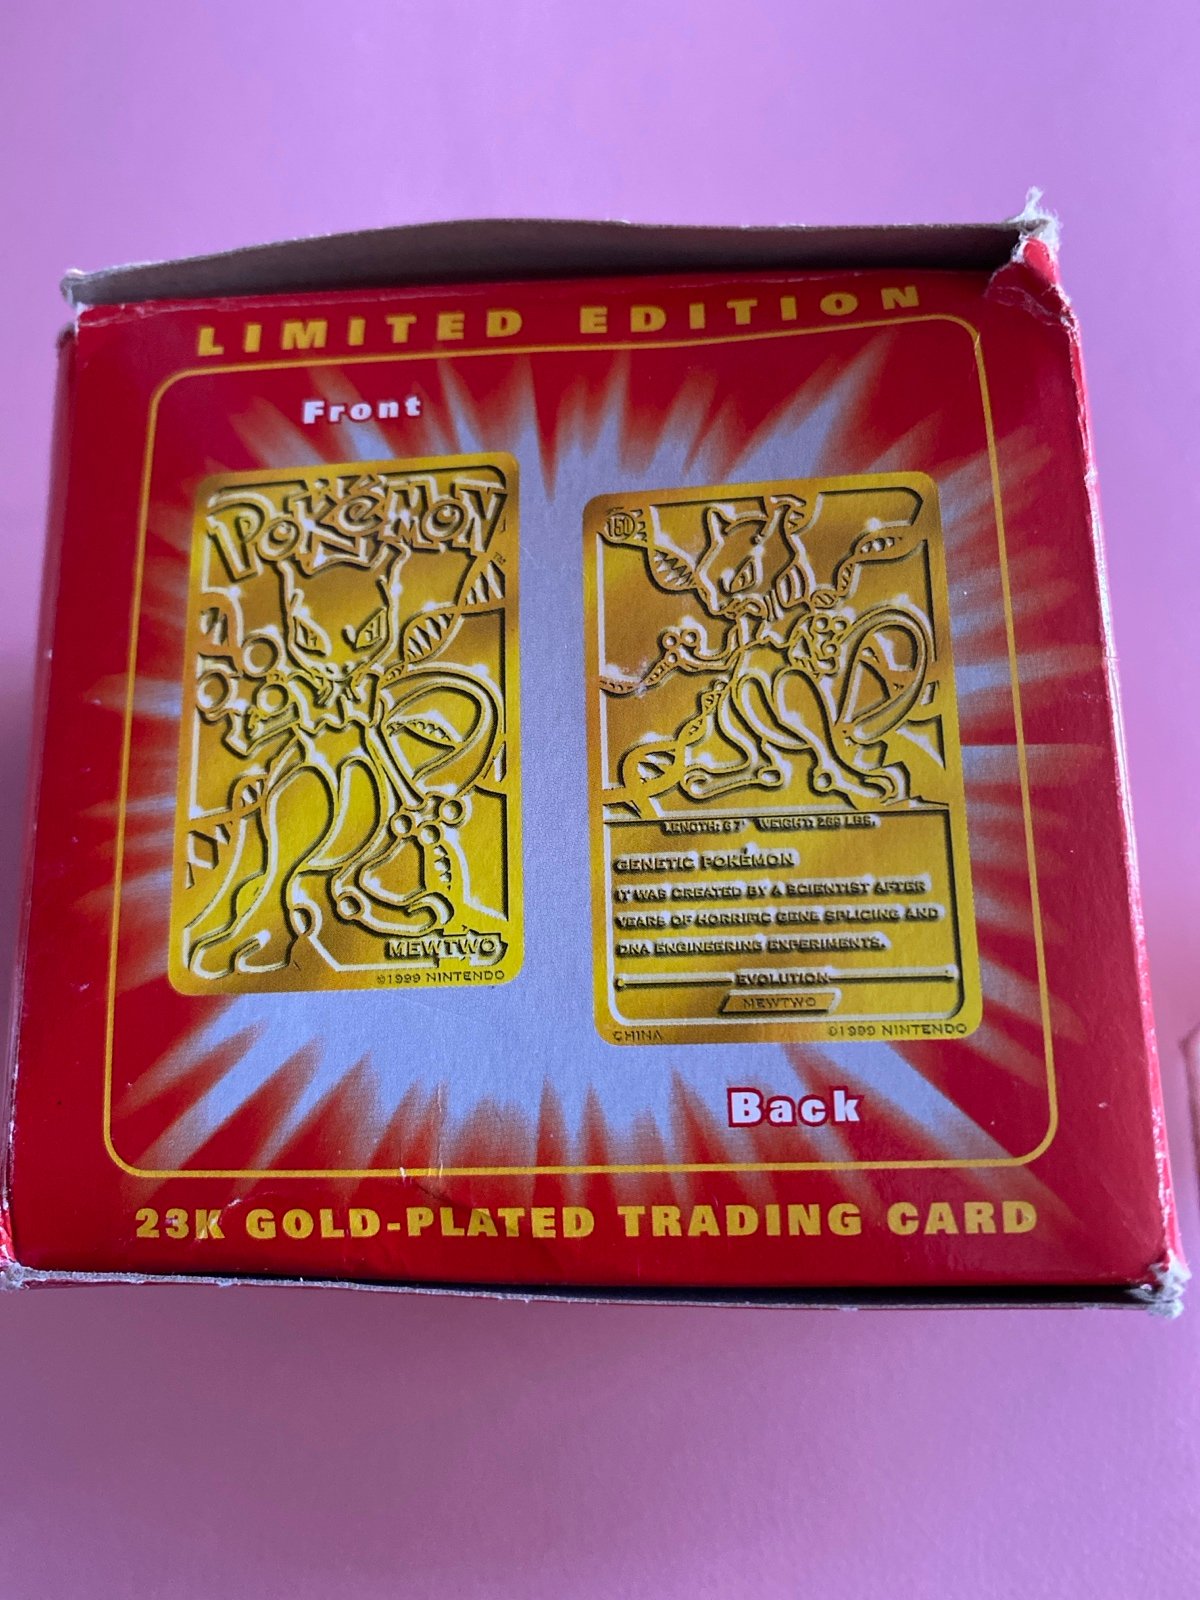 LIMITED EDITION
Front
POKéMON
TM
MEWTWO
©1999 NINTENDO
150
LENGTH: 6'7" WEIGHT: 269 LBS.
GENETIC POKÉMON
IT WAS CREATED BY A SCIENTIST AFTER
YEARS OF HORRIFIC GENE SPLICING AND
DNA ENGINEERING EXPERIMENTS.
EVOLUTION
MEWTWO
CHINA ©1999 NINTENDO
Back
23K GOLD-PLATED TRADING CARD